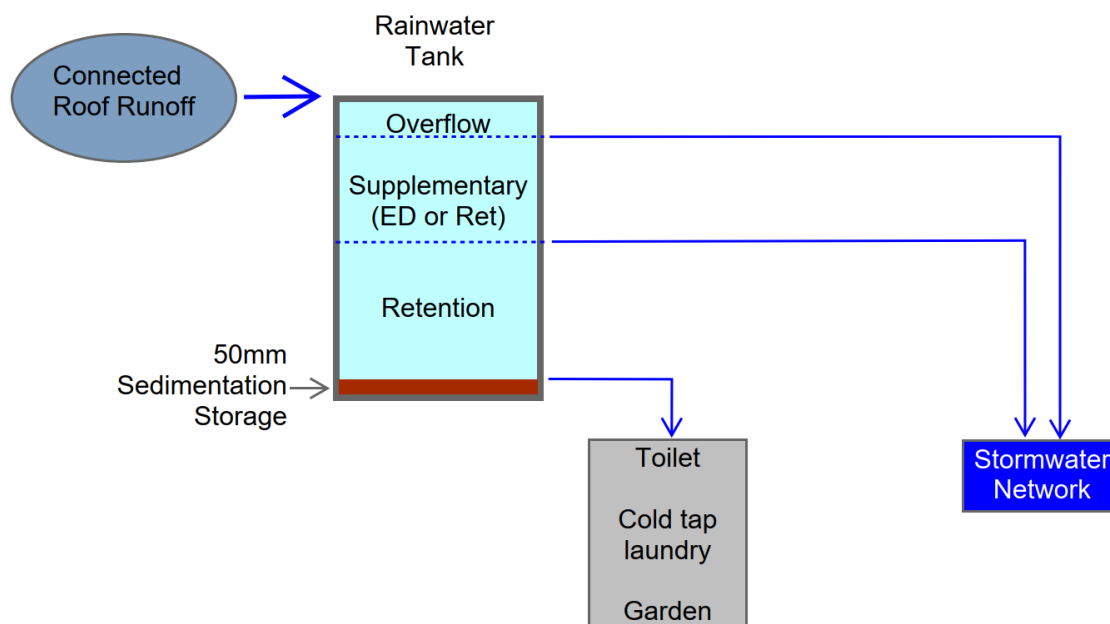 Rainwater
Tank
Connected
Roof Runoff
Overflow
Supplementary
(ED or Ret)
Retention
50mm
Sedimentation
Storage
Toilet
Cold tap
laundry
Garden
Stormwater
Network